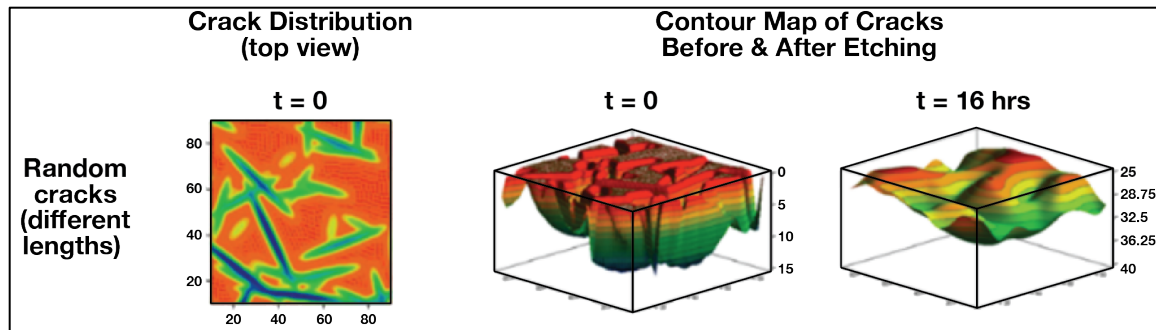 Crack Distribution
(top view)
Contour Map of Cracks
Before & After Etching
t = 0
t = 0
t = 16 hrs
Random
cracks
(different
lengths)
80
60
40
20
20
40
60
80
0
5
10
15
25
28.75
32.5
36.25
40